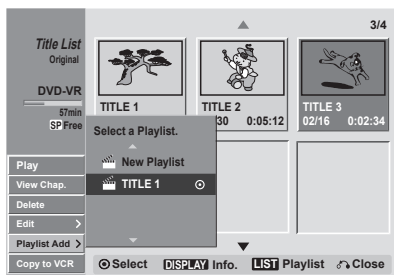 3/4
Title List
Original
DVD-VR
57min
SP Free
TITLE 1
TITLE 2
30 0:05:12
TITLE 3
02/16 0:02:34
Select a Playlist.
New Playlist
TITLE 1
Play
View Chap.
Delete
Edit >
Playlist Add >
Copy to VCR
Select DISPLAY Info. LIST Playlist Close